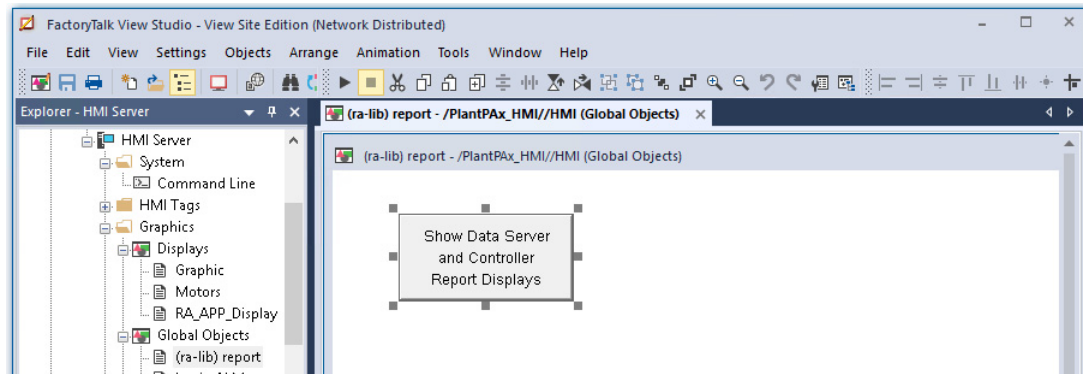 FactoryTalk View Studio - View Site Edition (Network Distributed)
File Edit View Settings Objects Arrange Animation Tools Window Help
Explorer - HMI Server
(ra-lib) report - /PlantPAx_HMI//HMI (Global Objects)
HMI Server
System
Command Line
HMI Tags
Graphics
Displays
Graphic
Motors
RA_APP_Display
Global Objects
(ra-lib) report
(ra-lib) report - /PlantPAx_HMI//HMI (Global Objects)
Show Data Server
and Controller
Report Displays